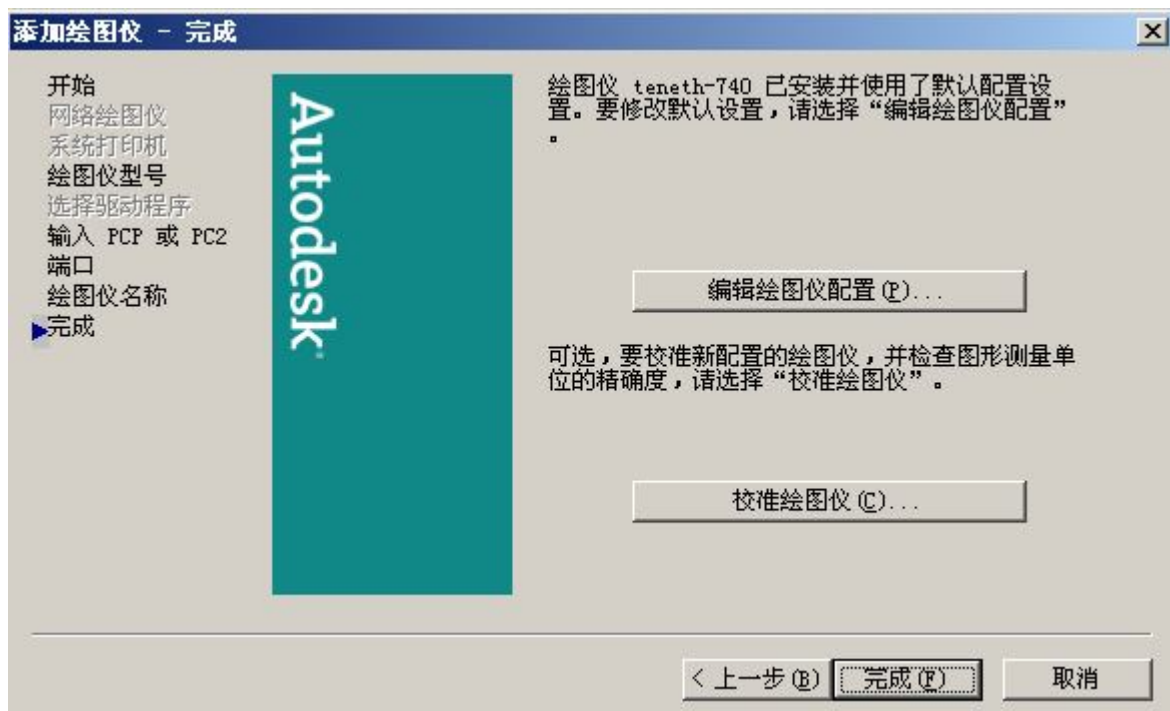 添加绘图仪 - 完成
开始
网络绘图仪
系统打印机
绘图仪型号
选择驱动程序
输入 PCP 或 PC2
端口
绘图仪名称
完成
Autodesk
绘图仪 teneth-740 已安装并使用了默认配置设
置。要修改默认设置,请选择“编辑绘图仪配置”
。
编辑绘图仪配置(P)...
可选,要校准新配置的绘图仪,并检查图形测量单
位的精确度,请选择“校准绘图仪”。
校准绘图仪(C)...
< 上一步(B)
完成(F)
取消